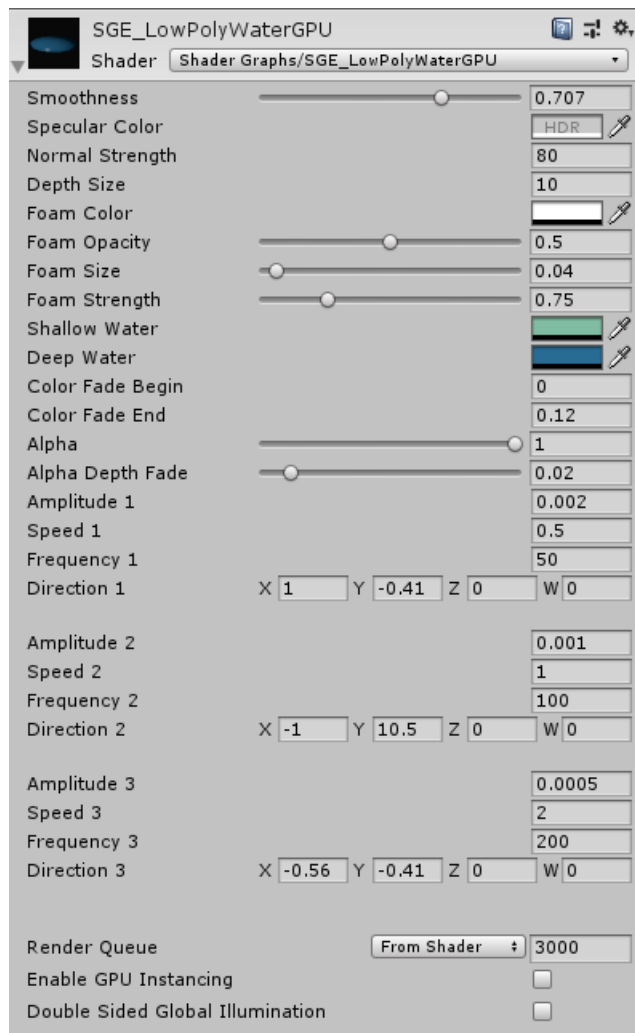 SGE_LowPolyWaterGPU
Shader Shader Graphs/SGE_LowPolyWaterGPU
Smoothness 0.707
Specular Color HDR
Normal Strength 80
Depth Size 10
Foam Color
Foam Opacity 0.5
Foam Size 0.04
Foam Strength 0.75
Shallow Water
Deep Water
Color Fade Begin 0
Color Fade End 0.12
Alpha 1
Alpha Depth Fade 0.02
Amplitude 1 0.002
Speed 1 0.5
Frequency 1 50
Direction 1 X 1 Y -0.41 Z 0 W 0
Amplitude 2 0.001
Speed 2 1
Frequency 2 100
Direction 2 X -1 Y 10.5 Z 0 W 0
Amplitude 3 0.0005
Speed 3 2
Frequency 3 200
Direction 3 X -0.56 Y -0.41 Z 0 W 0
Render Queue From Shader 3000
Enable GPU Instancing
Double Sided Global Illumination